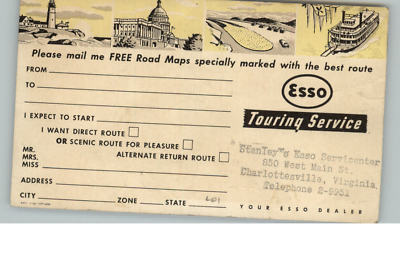 Please mail me FREE Road Maps specially marked with the best route
FROM
TO
I EXPECT TO START
I WANT DIRECT ROUTE
OR SCENIC ROUTE FOR PLEASURE
ALTERNATE RETURN ROUTE
MR.
MRS.
MISS
ADDRESS
CITY ZONE STATE
Esso
Touring Service
Stanley's Esso Servicenter
850 West Main St.
Charlottesville, Virginia
Telephone 2-9951
YOUR ESSO DEALER